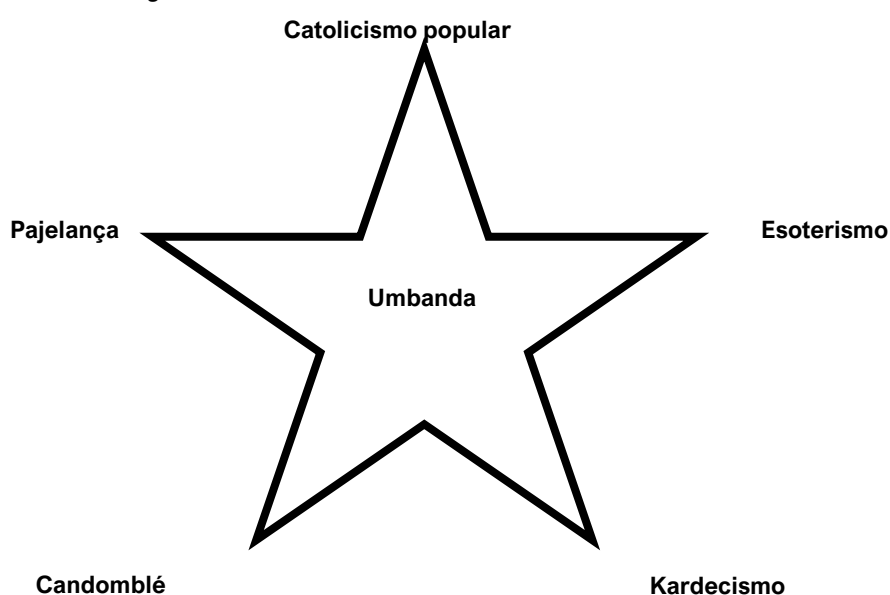 Catolicismo popular
Pajelança
Esoterismo
Umbanda
Candomblé
Kardecismo